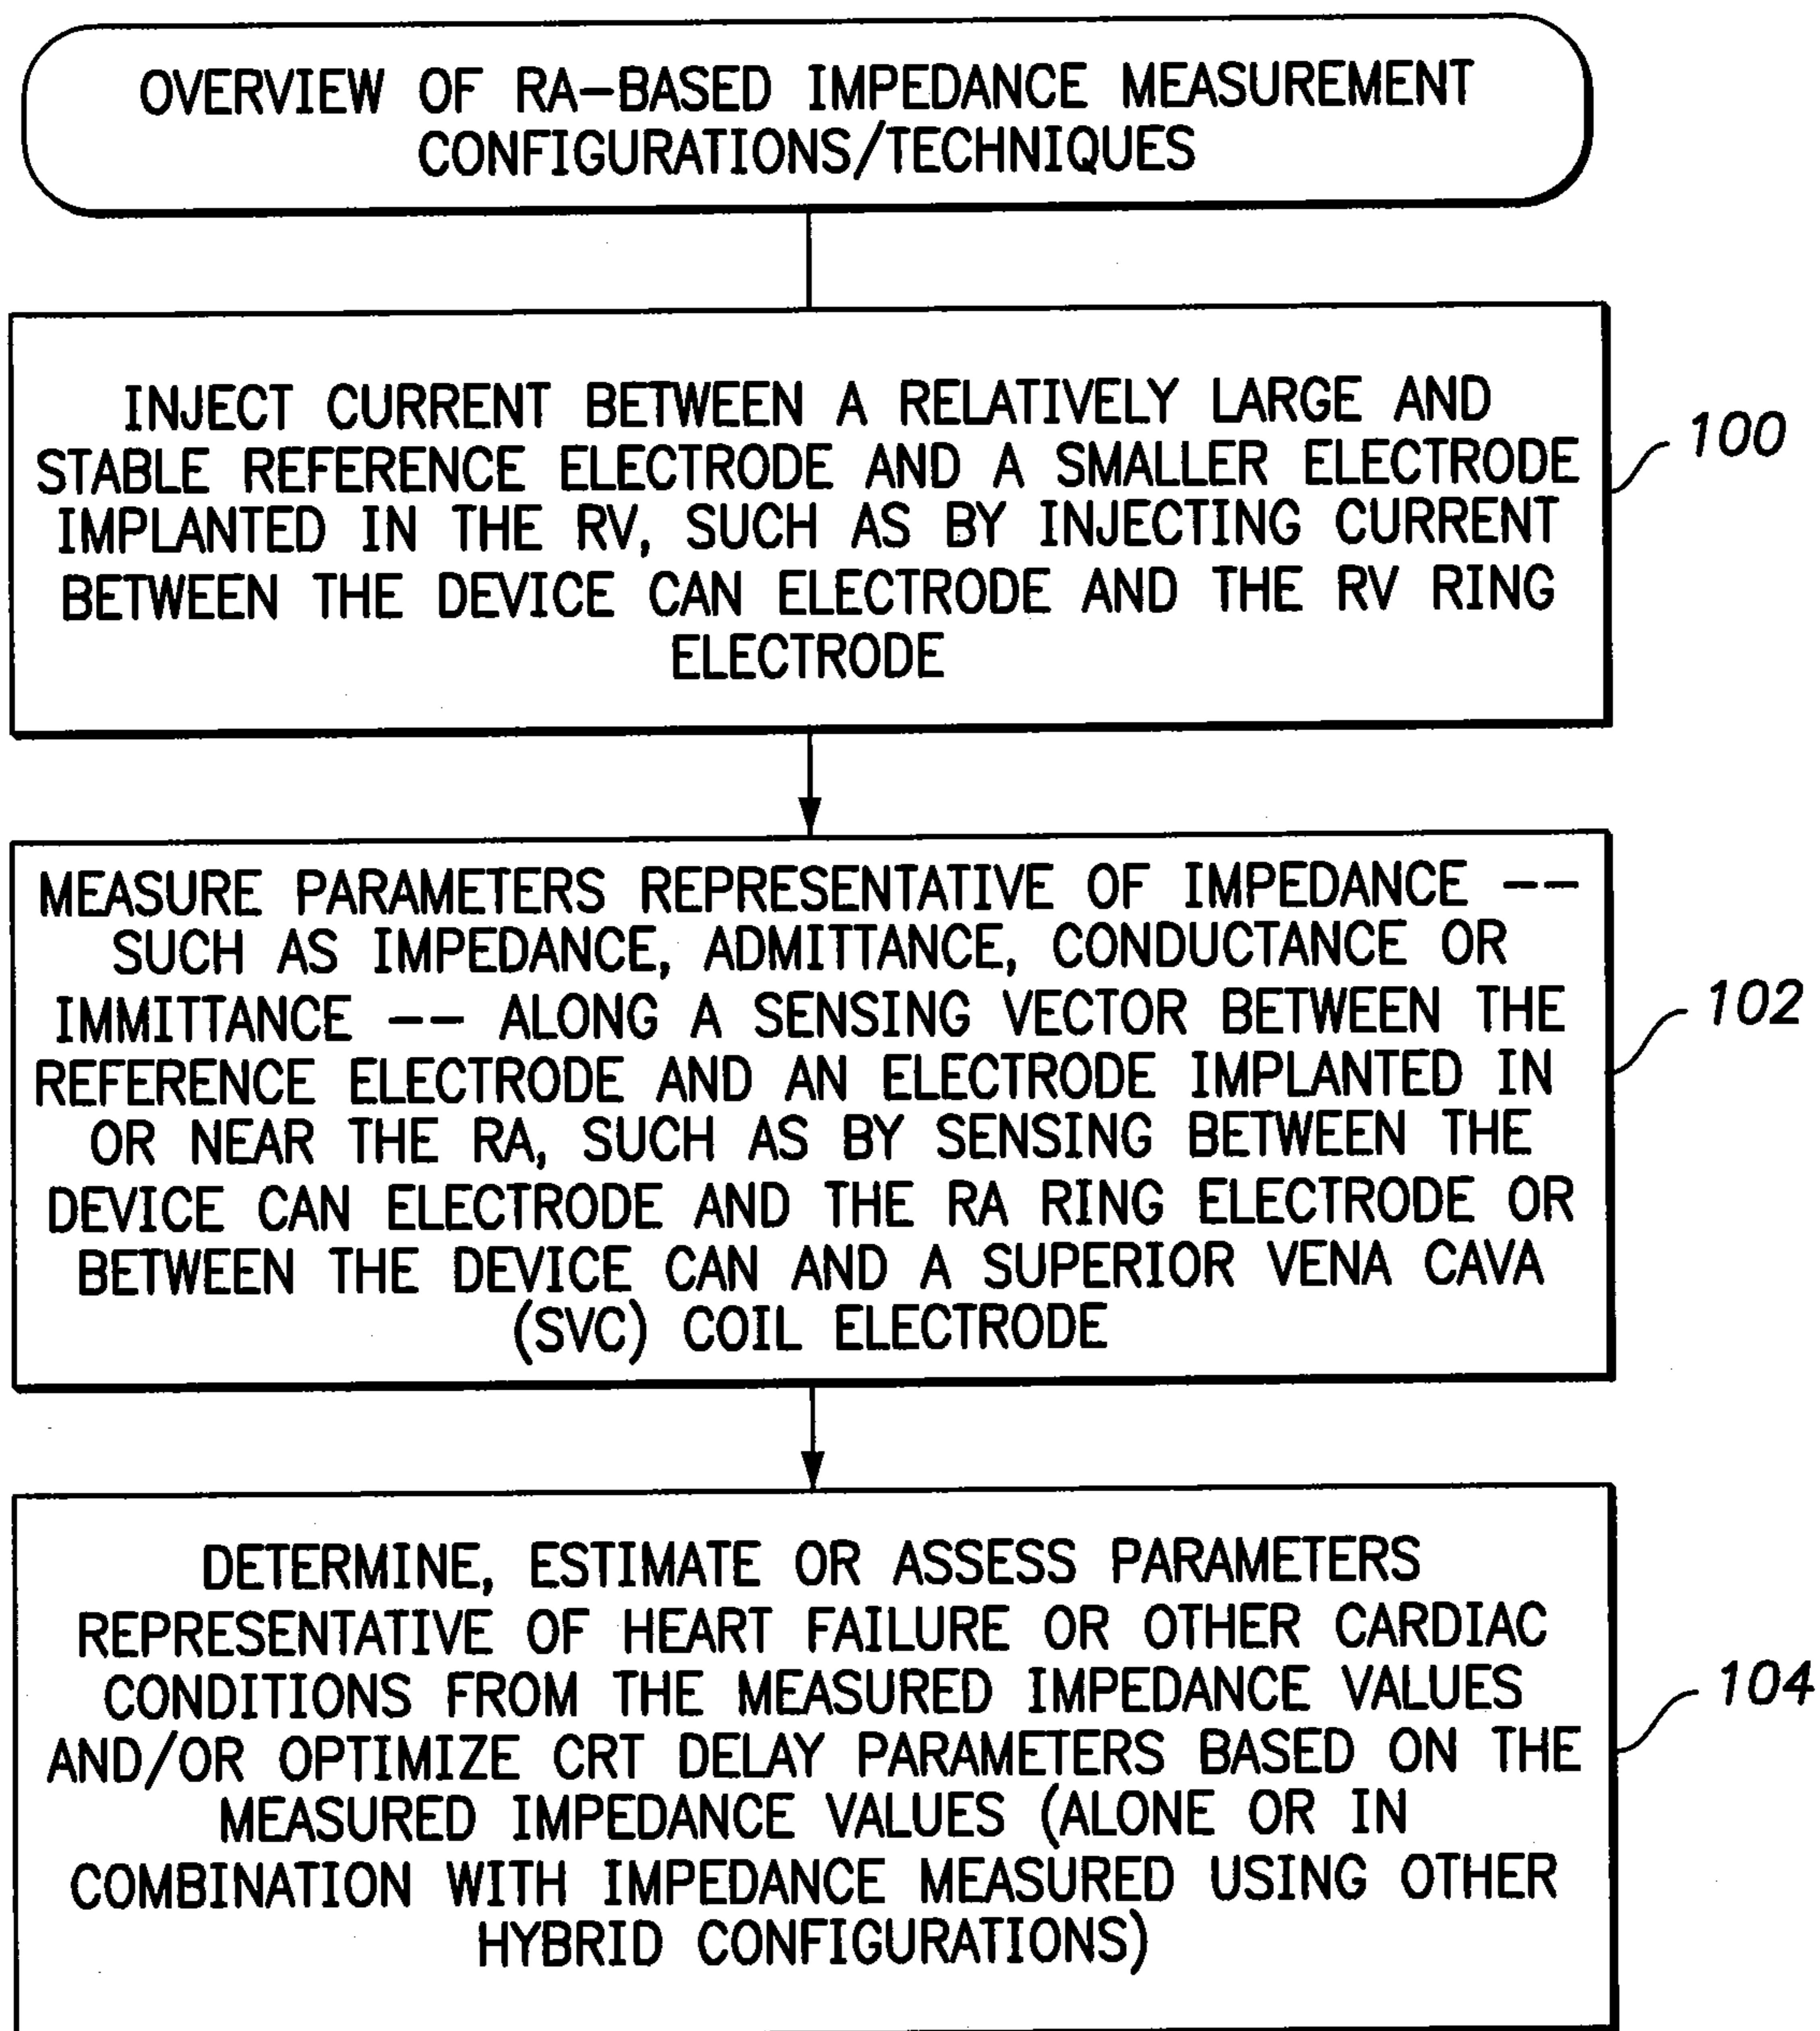 OVERVIEW OF RA-BASED IMPEDANCE MEASUREMENT
CONFIGURATIONS/TECHNIQUES
INJECT CURRENT BETWEEN A RELATIVELY LARGE AND
STABLE REFERENCE ELECTRODE AND A SMALLER ELECTRODE
IMPLANTED IN THE RV, SUCH AS BY INJECTING CURRENT
BETWEEN THE DEVICE CAN ELECTRODE AND THE RV RING
ELECTRODE
100
MEASURE PARAMETERS REPRESENTATIVE OF IMPEDANCE --
SUCH AS IMPEDANCE, ADMITTANCE, CONDUCTANCE OR
IMMITTANCE -- ALONG A SENSING VECTOR BETWEEN THE
REFERENCE ELECTRODE AND AN ELECTRODE IMPLANTED IN
OR NEAR THE RA, SUCH AS BY SENSING BETWEEN THE
DEVICE CAN ELECTRODE AND THE RA RING ELECTRODE OR
BETWEEN THE DEVICE CAN AND A SUPERIOR VENA CAVA
(SVC) COIL ELECTRODE
102
DETERMINE, ESTIMATE OR ASSESS PARAMETERS
REPRESENTATIVE OF HEART FAILURE OR OTHER CARDIAC
CONDITIONS FROM THE MEASURED IMPEDANCE VALUES
AND/OR OPTIMIZE CRT DELAY PARAMETERS BASED ON THE
MEASURED IMPEDANCE VALUES (ALONE OR IN
COMBINATION WITH IMPEDANCE MEASURED USING OTHER
HYBRID CONFIGURATIONS)
104